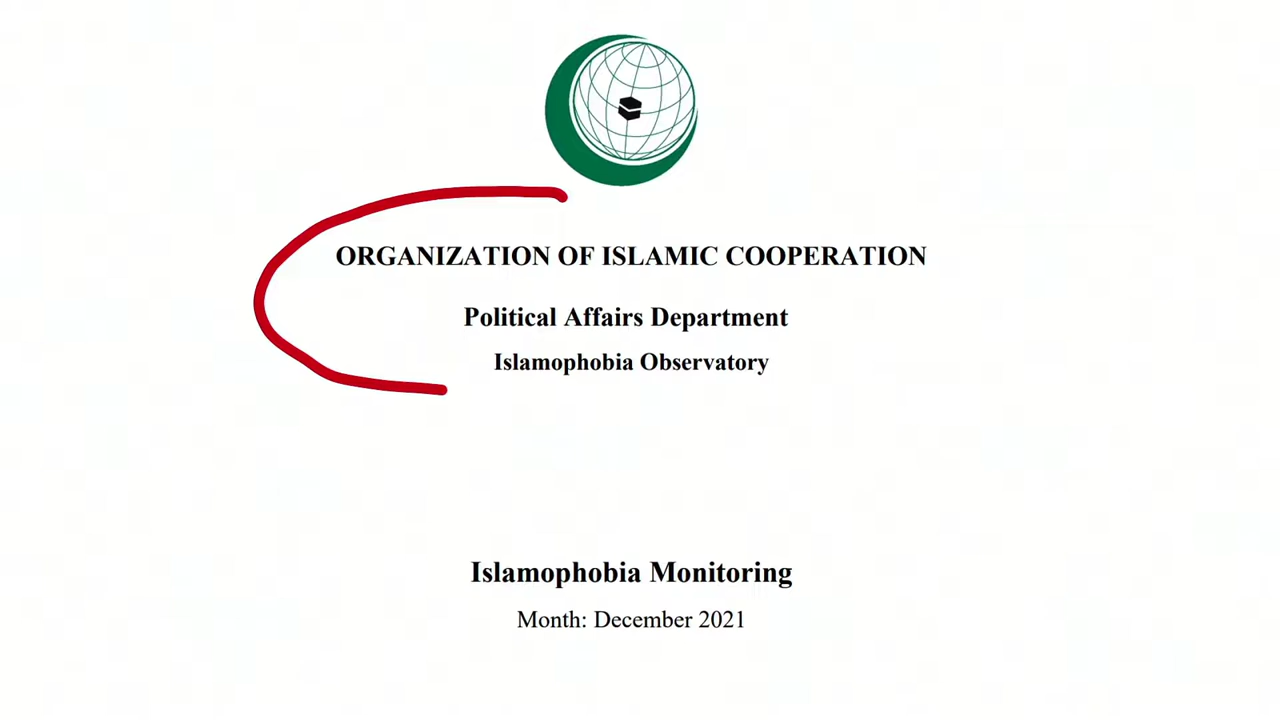 ORGANIZATION OF ISLAMIC COOPERATION
Political Affairs Department
Islamophobia Observatory
Islamophobia Monitoring
Month: December 2021